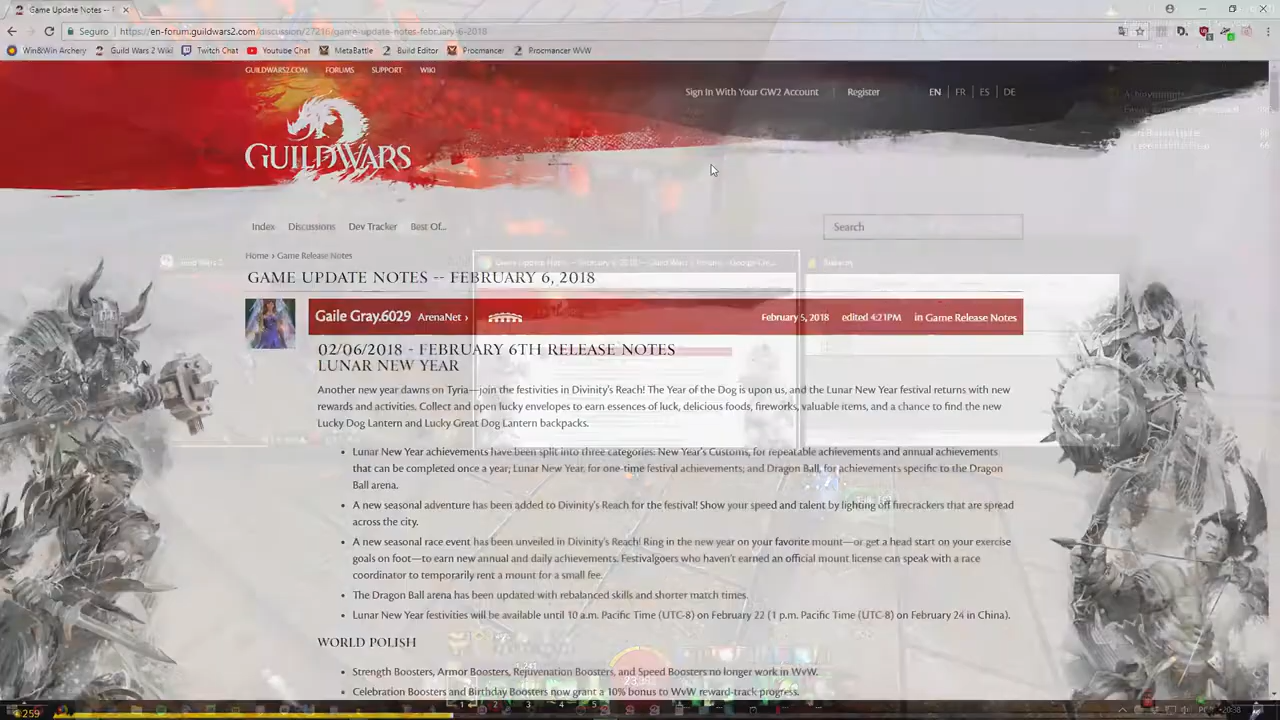 Game Update Notes -- F
Seguro
https://en-forum.guildwars2.com/discussion/27216/game-update-notes-february-6-2018
Win&Win Archery
Guild Wars 2 Wiki
Twitch Chat
Youtube Chat
MetaBattle
Build Editor
Procmancer
Procmancer WvW
GUILDWARS2.COM
FORUMS
SUPPORT
WIKI
Sign In With Your GW2 Account
Register
EN
FR
ES
DE
GUILDWARS
Index
Discussions
Dev Tracker
Best Of...
Search
Home › Game Release Notes
GAME UPDATE NOTES -- FEBRUARY 6, 2018
Gaile Gray.6029
ArenaNet ›
February 5, 2018
edited 4:21PM
in Game Release Notes
02/06/2018 - FEBRUARY 6TH RELEASE NOTES
LUNAR NEW YEAR
Another new year dawns on Tyria—join the festivities in Divinity's Reach! The Year of the Dog is upon us, and the Lunar New Year festival returns with new
rewards and activities. Collect and open lucky envelopes to earn essences of luck, delicious foods, fireworks, valuable items, and a chance to find the new
Lucky Dog Lantern and Lucky Great Dog Lantern backpacks.
• Lunar New Year achievements have been split into three categories: New Year's Customs, for repeatable achievements and annual achievements
that can be completed once a year; Lunar New Year, for one-time festival achievements; and Dragon Ball, for achievements specific to the Dragon
Ball arena.
• A new seasonal adventure has been added to Divinity's Reach for the festival! Show your speed and talent by lighting off firecrackers that are spread
across the city.
• A new seasonal race event has been unveiled in Divinity's Reach! Ring in the new year on your favorite mount—or get a head start on your exercise
goals on foot—to earn new annual and daily achievements. Festivalgoers who haven't earned an official mount license can speak with a race
coordinator to temporarily rent a mount for a small fee.
• The Dragon Ball arena has been updated with rebalanced skills and shorter match times.
• Lunar New Year festivities will be available until 10 a.m. Pacific Time (UTC-8) on February 22 (1 p.m. Pacific Time (UTC-8) on February 24 in China).
WORLD POLISH
• Strength Boosters, Armor Boosters, Rejuvenation Boosters, and Speed Boosters no longer work in WvW.
• Celebration Boosters and Birthday Boosters now grant a 10% bonus to WvW reward-track progress.
259
20:38